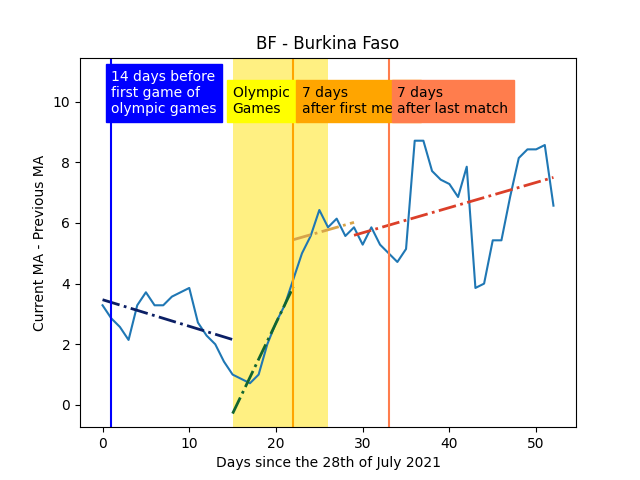 BF - Burkina Faso
14 days before
first game of
olympic games
Olympic
Games
7 days
after first me
7 days
after last match
Current MA - Previous MA
10
8
6
4
2
0
0
10
20
30
40
50
Days since the 28th of July 2021